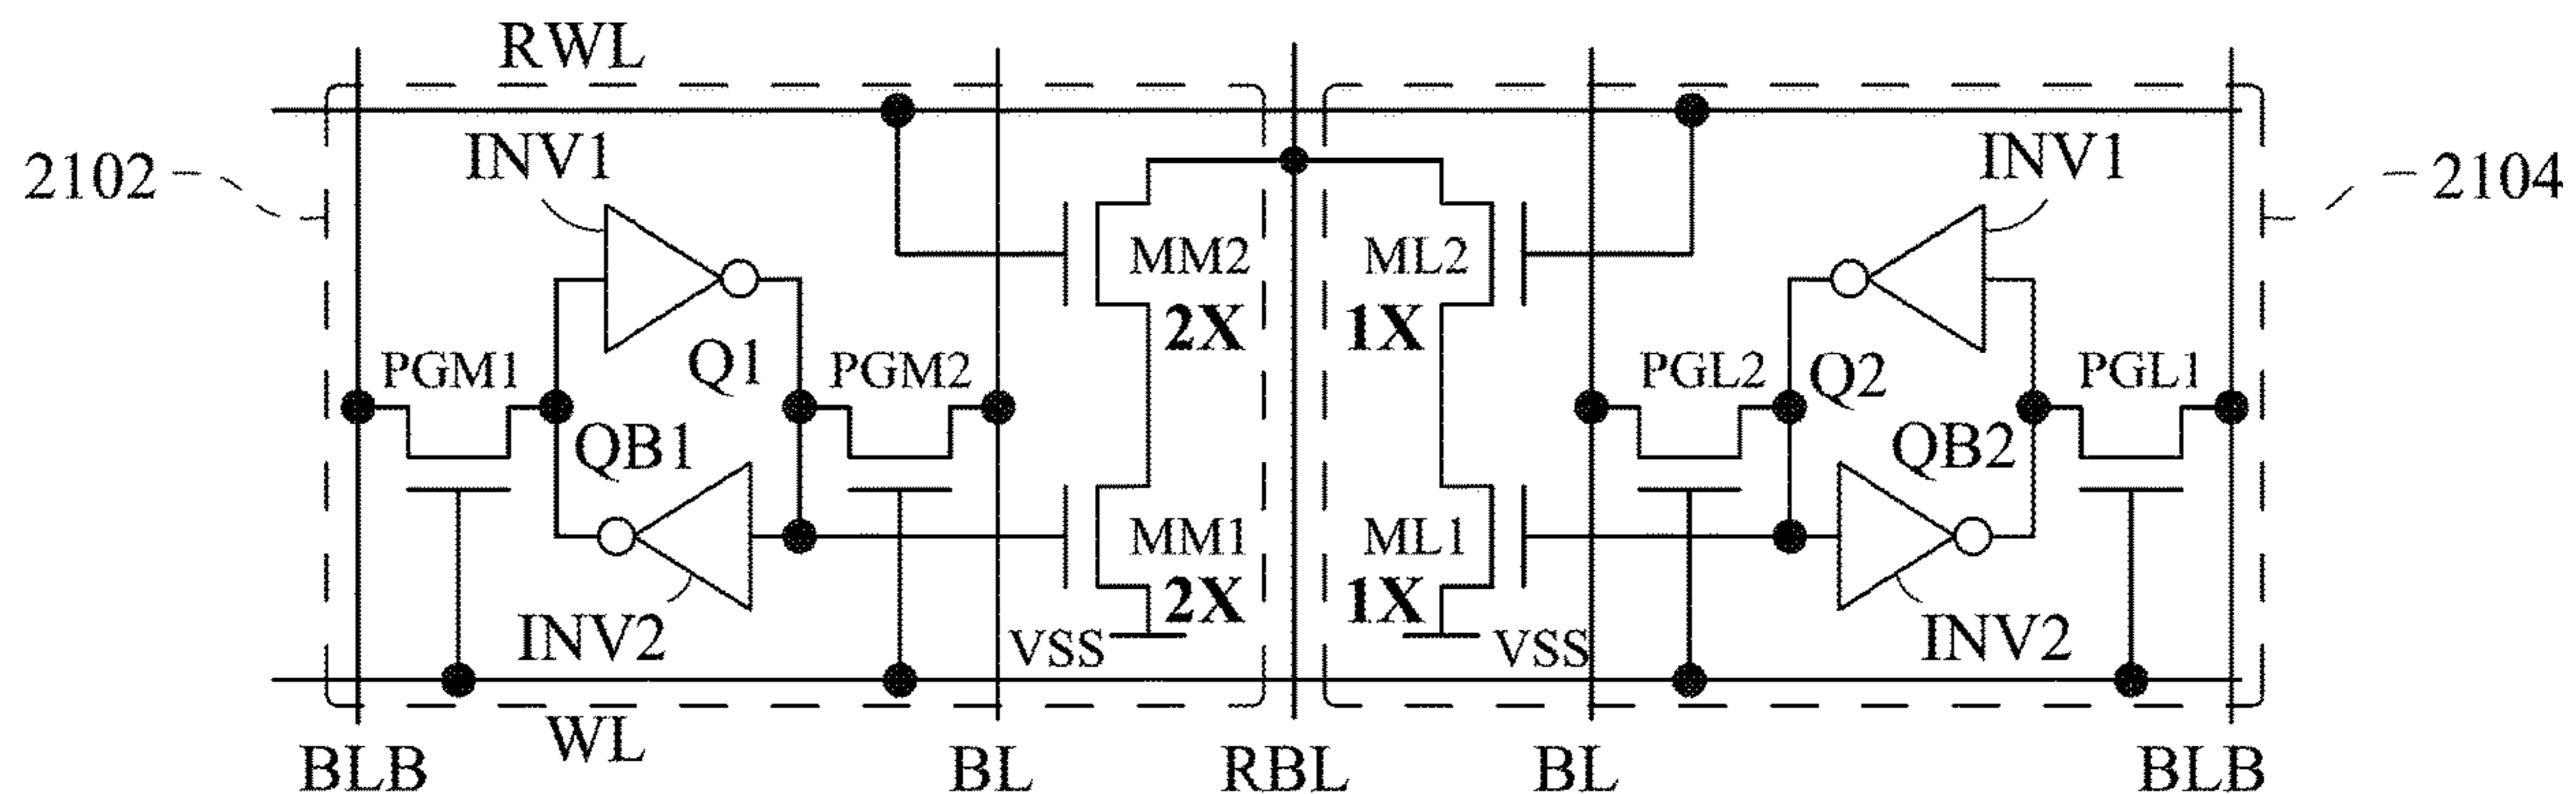 RWL
INV1
INV1
2102
2104
MM2
ML2
2X
1X
PGM1
Q1
PGM2
PGL2
Q2
PGL1
QB1
QB2
MM1
ML1
2X
1X
INV2
VSS
VSS
INV2
WL
BLB
BL
RBL
BL
BLB